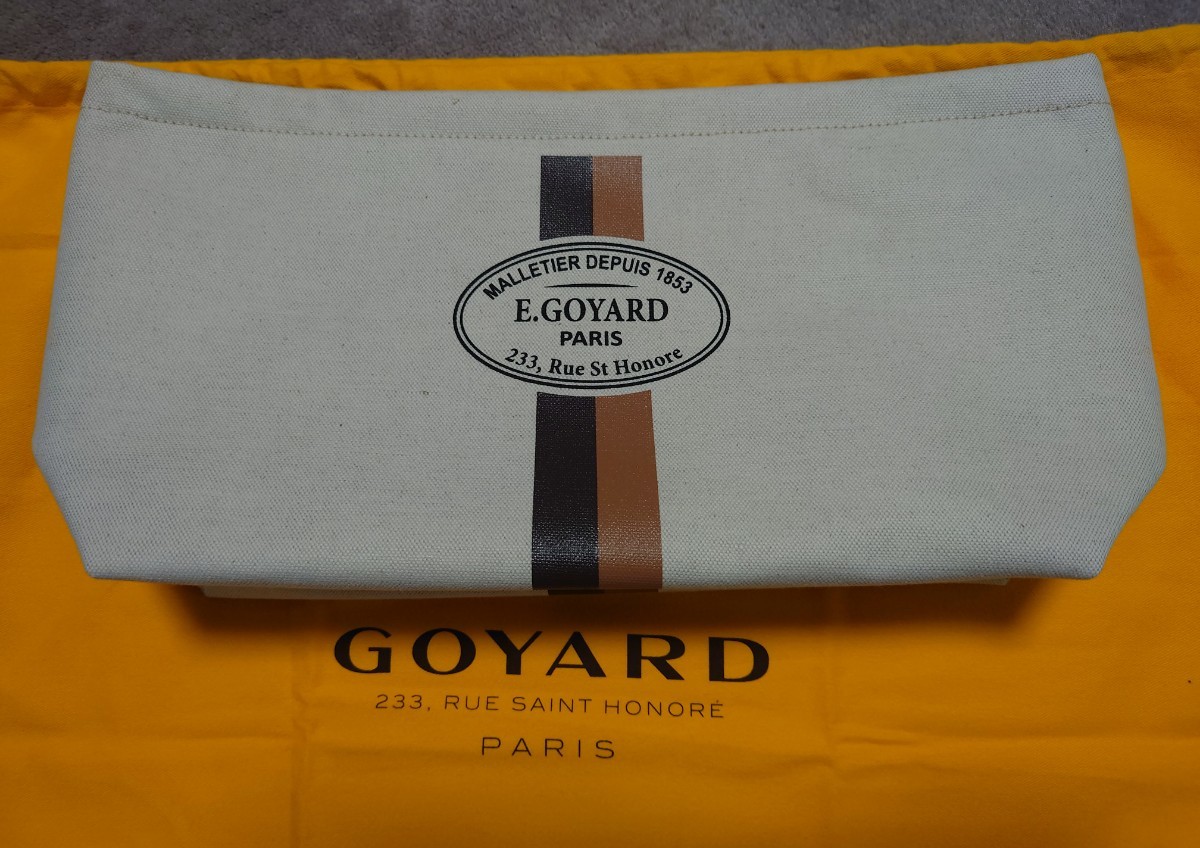 MALLETIER DEPUIS 1853
E.GOYARD
PARIS
233, Rue St Honore
GOYARD
233, RUE SAINT HONORÉ
PARIS